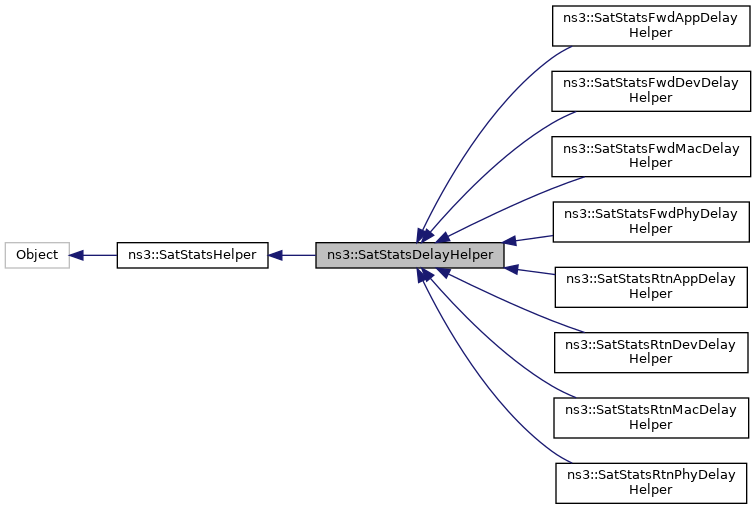 ns3::SatStatsFwdAppDelay
Helper
ns3::SatStatsFwdDevDelay
Helper
ns3::SatStatsFwdMacDelay
Helper
ns3::SatStatsFwdPhyDelay
Helper
Object
ns3::SatStatsHelper
ns3::SatStatsDelayHelper
ns3::SatStatsRtnAppDelay
Helper
ns3::SatStatsRtnDevDelay
Helper
ns3::SatStatsRtnMacDelay
Helper
ns3::SatStatsRtnPhyDelay
Helper